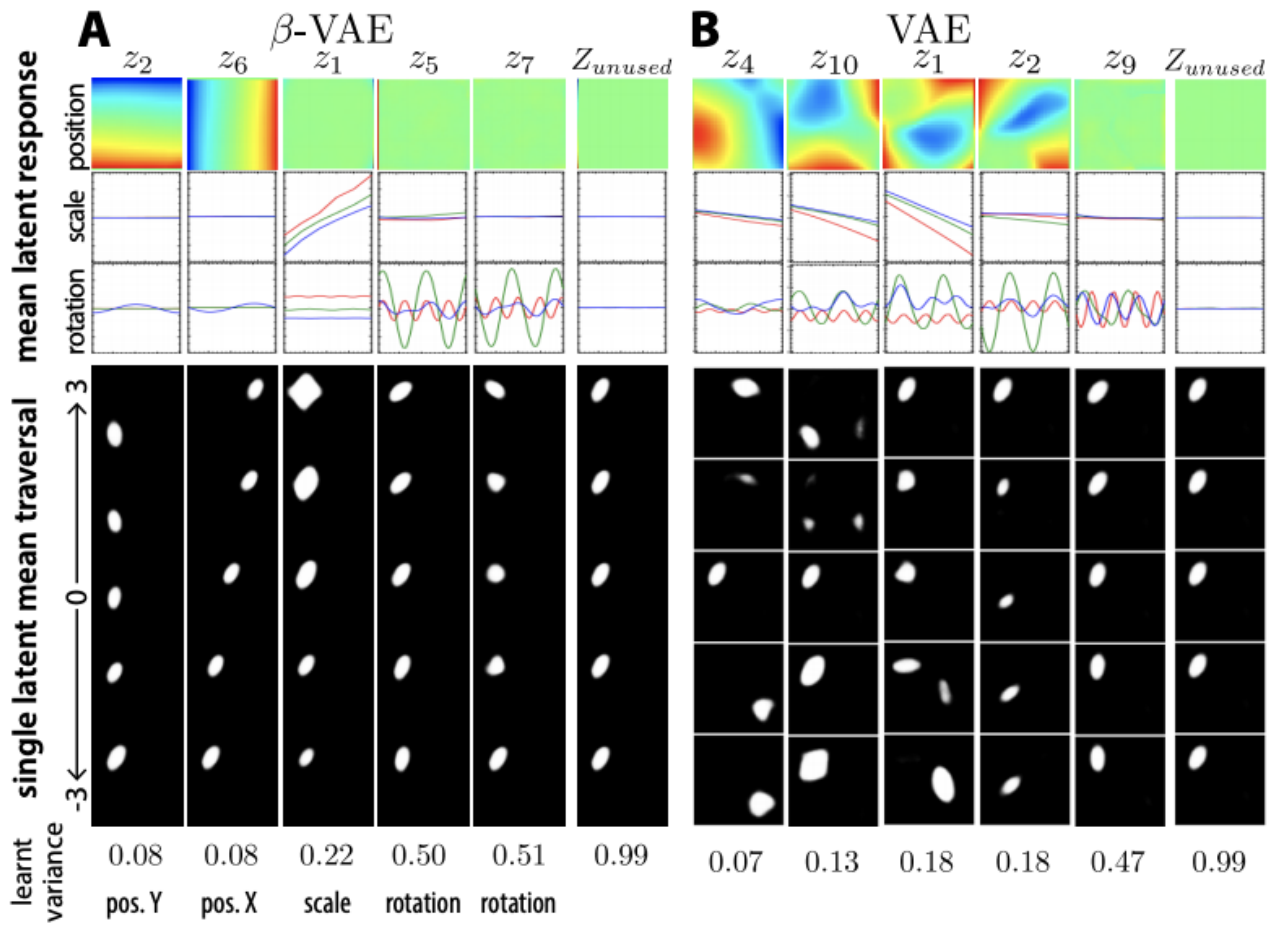 A β-VAE
z₂ z₆ z₁ z₅ z₇ Zunused
B VAE
z₄ z₁₀ z₁ z₂ z₉ Zunused
mean latent response
position
scale
rotation
single latent mean traversal
3
0
-3
learnt variance
0.08 0.08 0.22 0.50 0.51 0.99
0.07 0.13 0.18 0.18 0.47 0.99
pos. Y pos. X scale rotation rotation